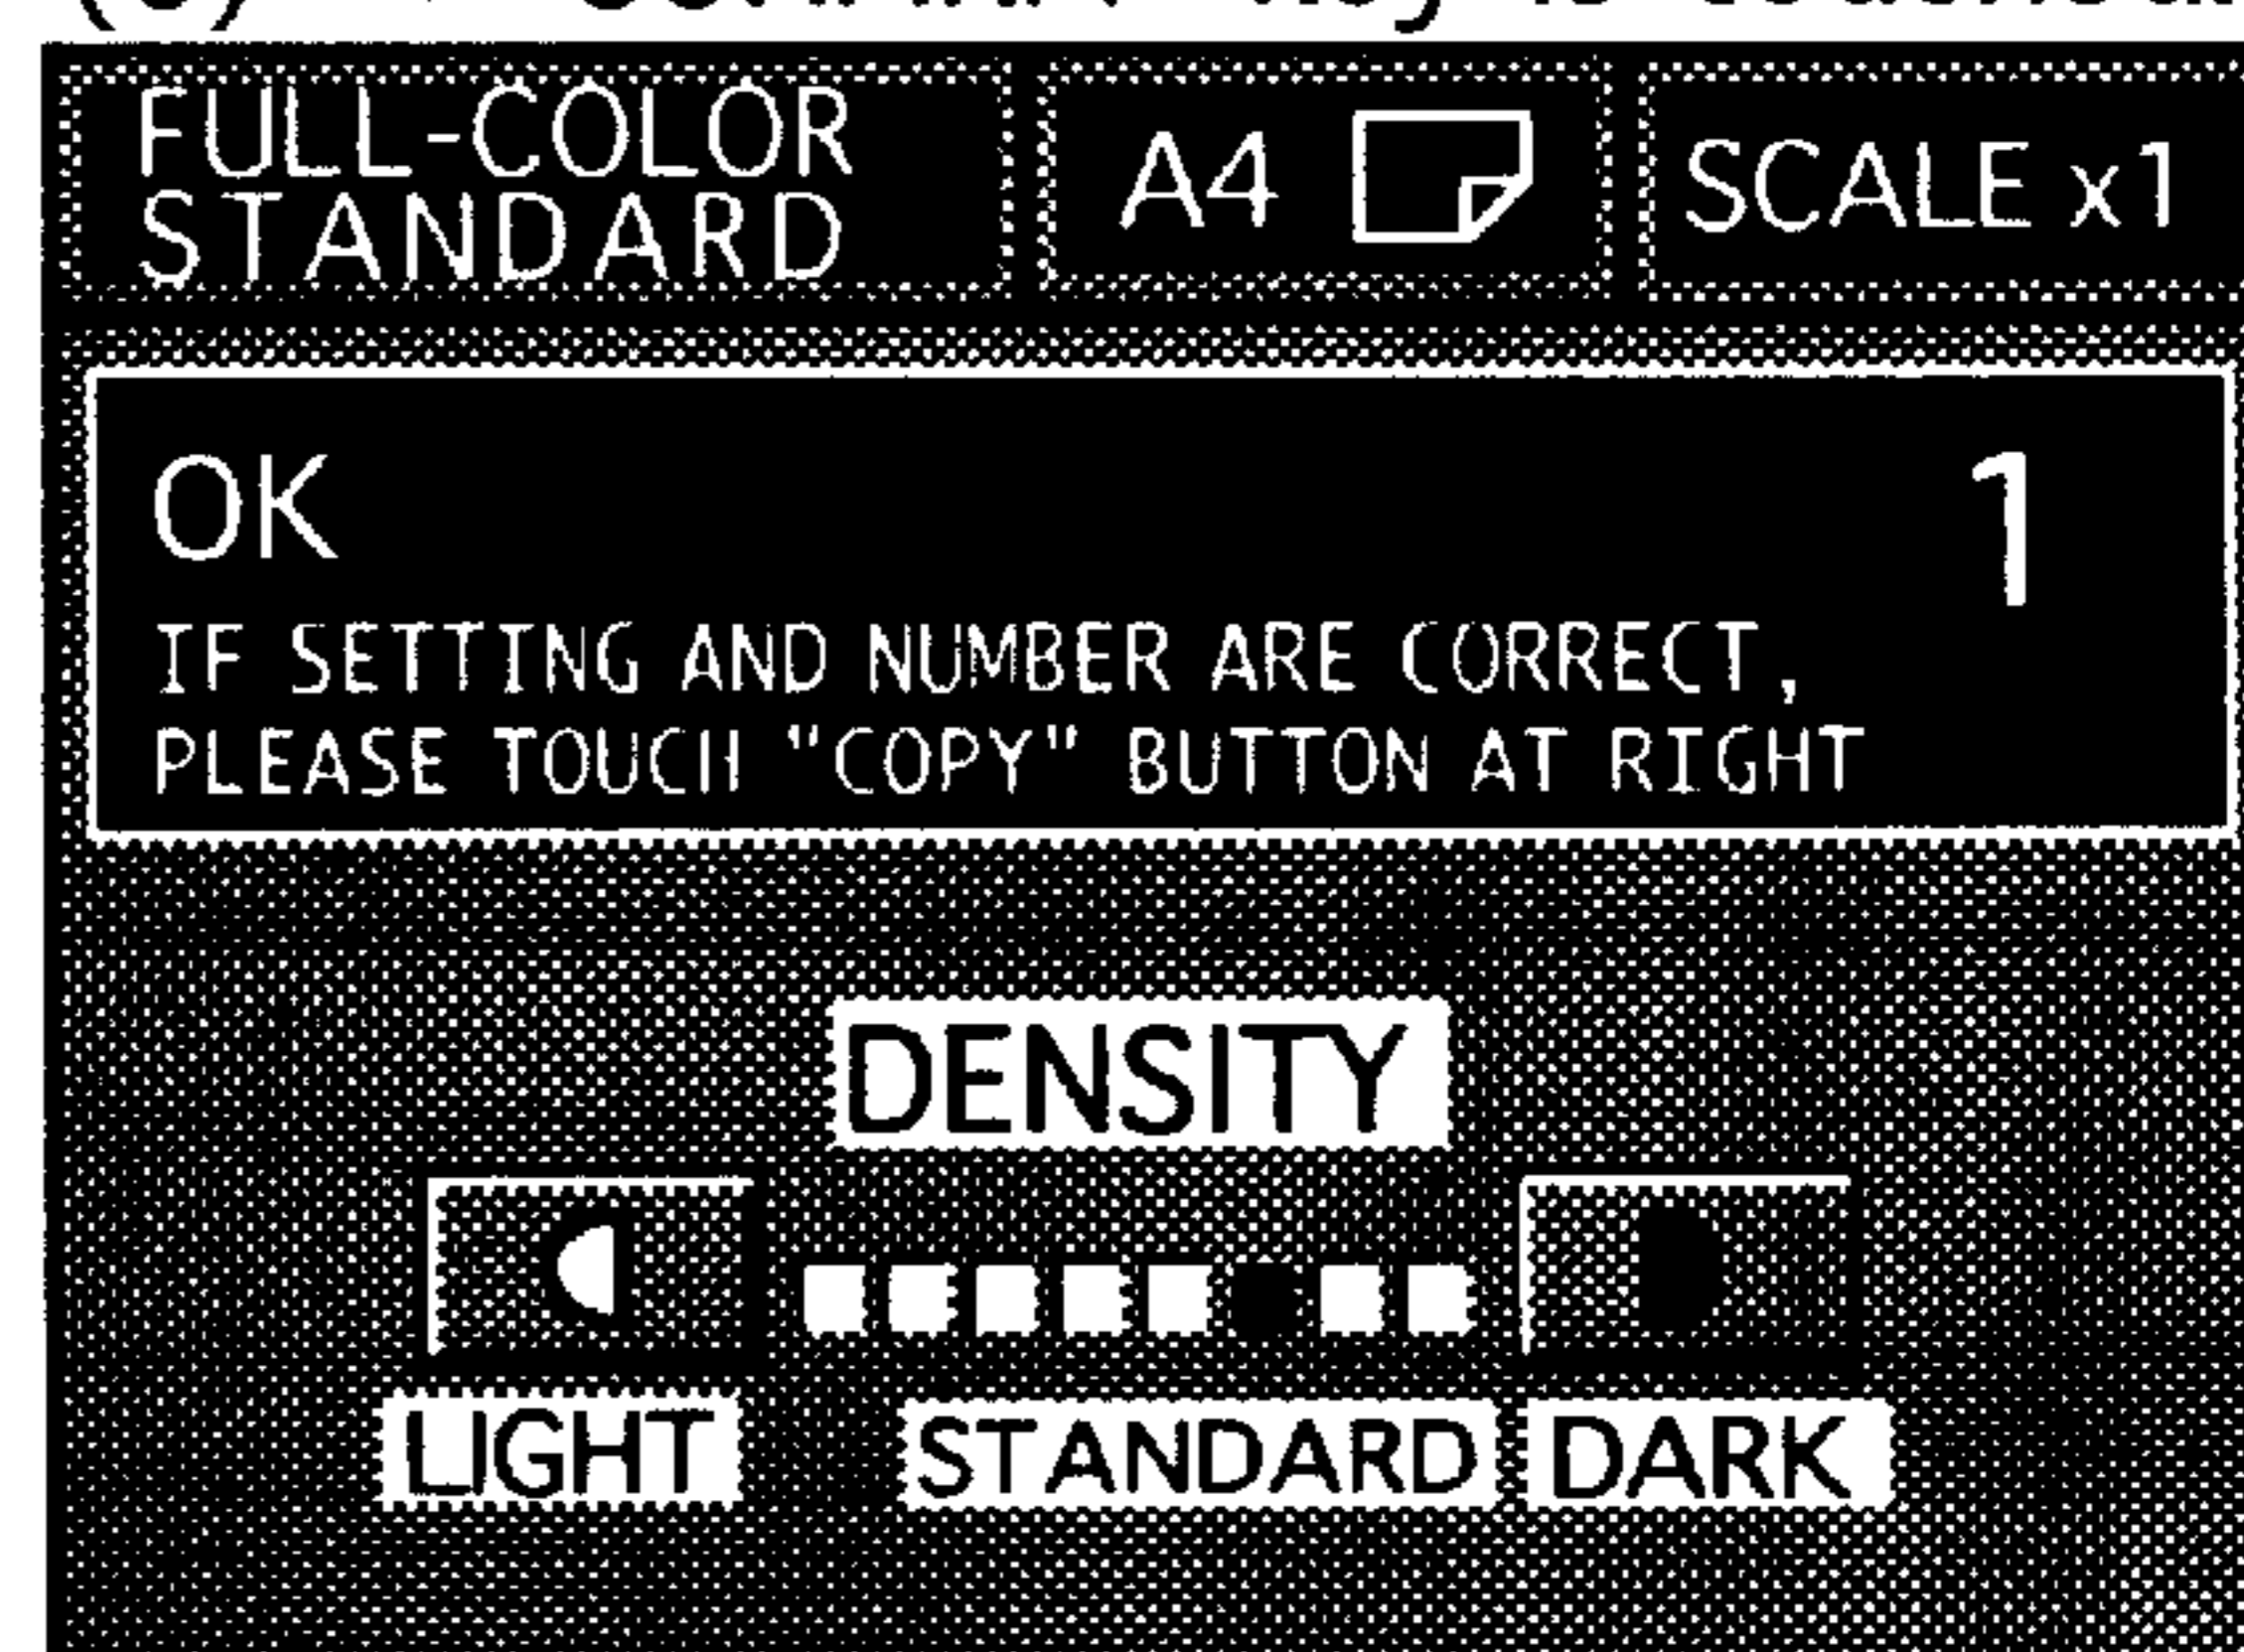 FULL-COLOR
STANDARD
A4
SCALE x1
OK
1
IF SETTING AND NUMBER ARE CORRECT,
PLEASE TOUCH "COPY" BUTTON AT RIGHT
DENSITY
LIGHT
STANDARD
DARK